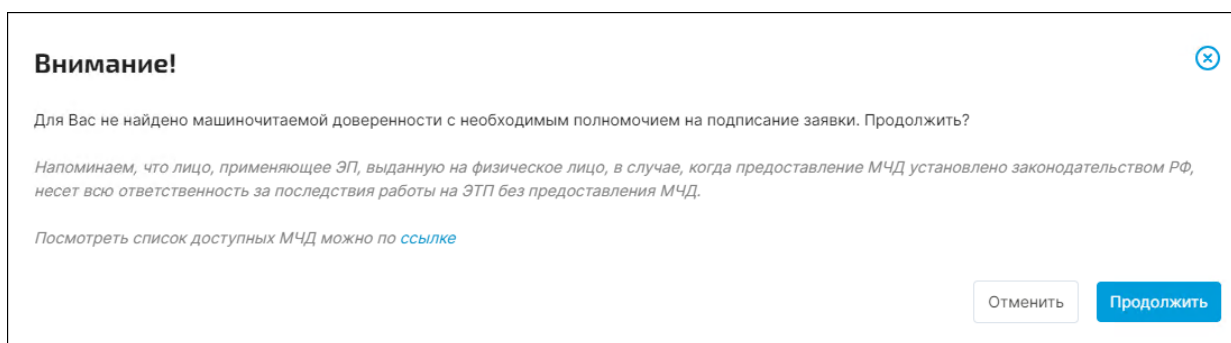 Внимание!
Для Вас не найдено машиночитаемой доверенности с необходимым полномочием на подписание заявки. Продолжить?
Напоминаем, что лицо, применяющее ЭП, выданную на физическое лицо, в случае, когда предоставление МЧД установлено законодательством РФ,
несет всю ответственность за последствия работы на ЭТП без предоставления МЧД.
Посмотреть список доступных МЧД можно по ссылке
Отменить
Продолжить